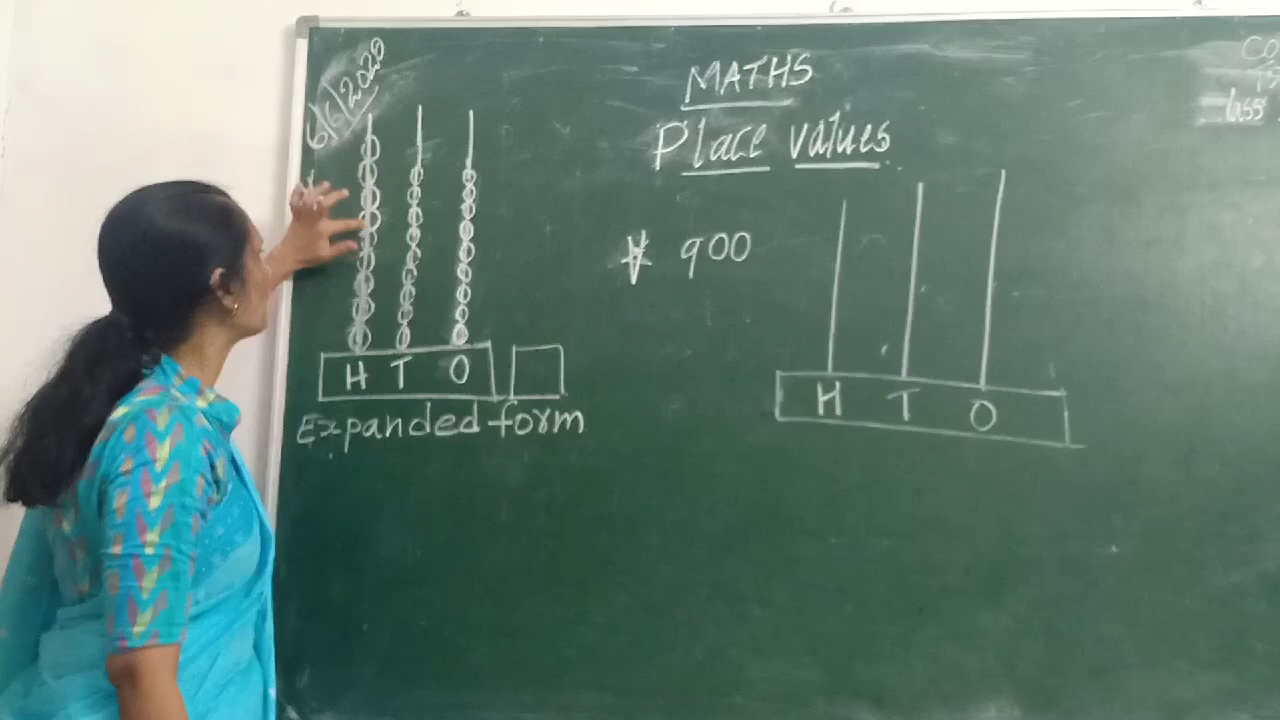 6/6/2020
MATHS
Place values
900
H T O
Expanded form
H T O